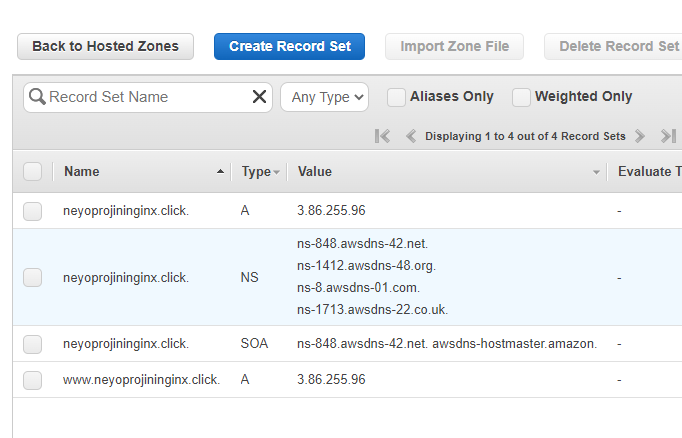 Back to Hosted Zones Create Record Set Import Zone File Delete Record Set
Record Set Name Any Type Aliases Only Weighted Only
Displaying 1 to 4 out of 4 Record Sets
Name Type Value Evaluate T
neyoprojininginx.click. A 3.86.255.96 -
ns-848.awsdns-42.net.
ns-1412.awsdns-48.org.
neyoprojininginx.click. NS -
ns-8.awsdns-01.com.
ns-1713.awsdns-22.co.uk.
neyoprojininginx.click. SOA ns-848.awsdns-42.net. awsdns-hostmaster.amazon. -
www.neyoprojininginx.click. A 3.86.255.96 -